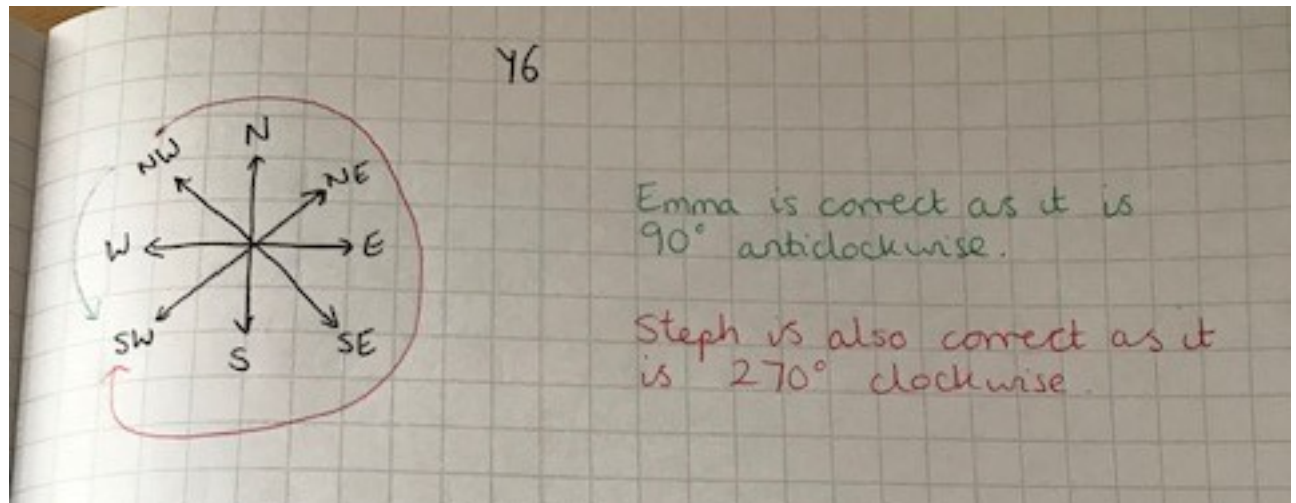 Y6
N
NW
NE
W
E
SW
SE
S
Emma is correct as it is
90° anticlockwise.
Steph is also correct as it
is 270° clockwise.